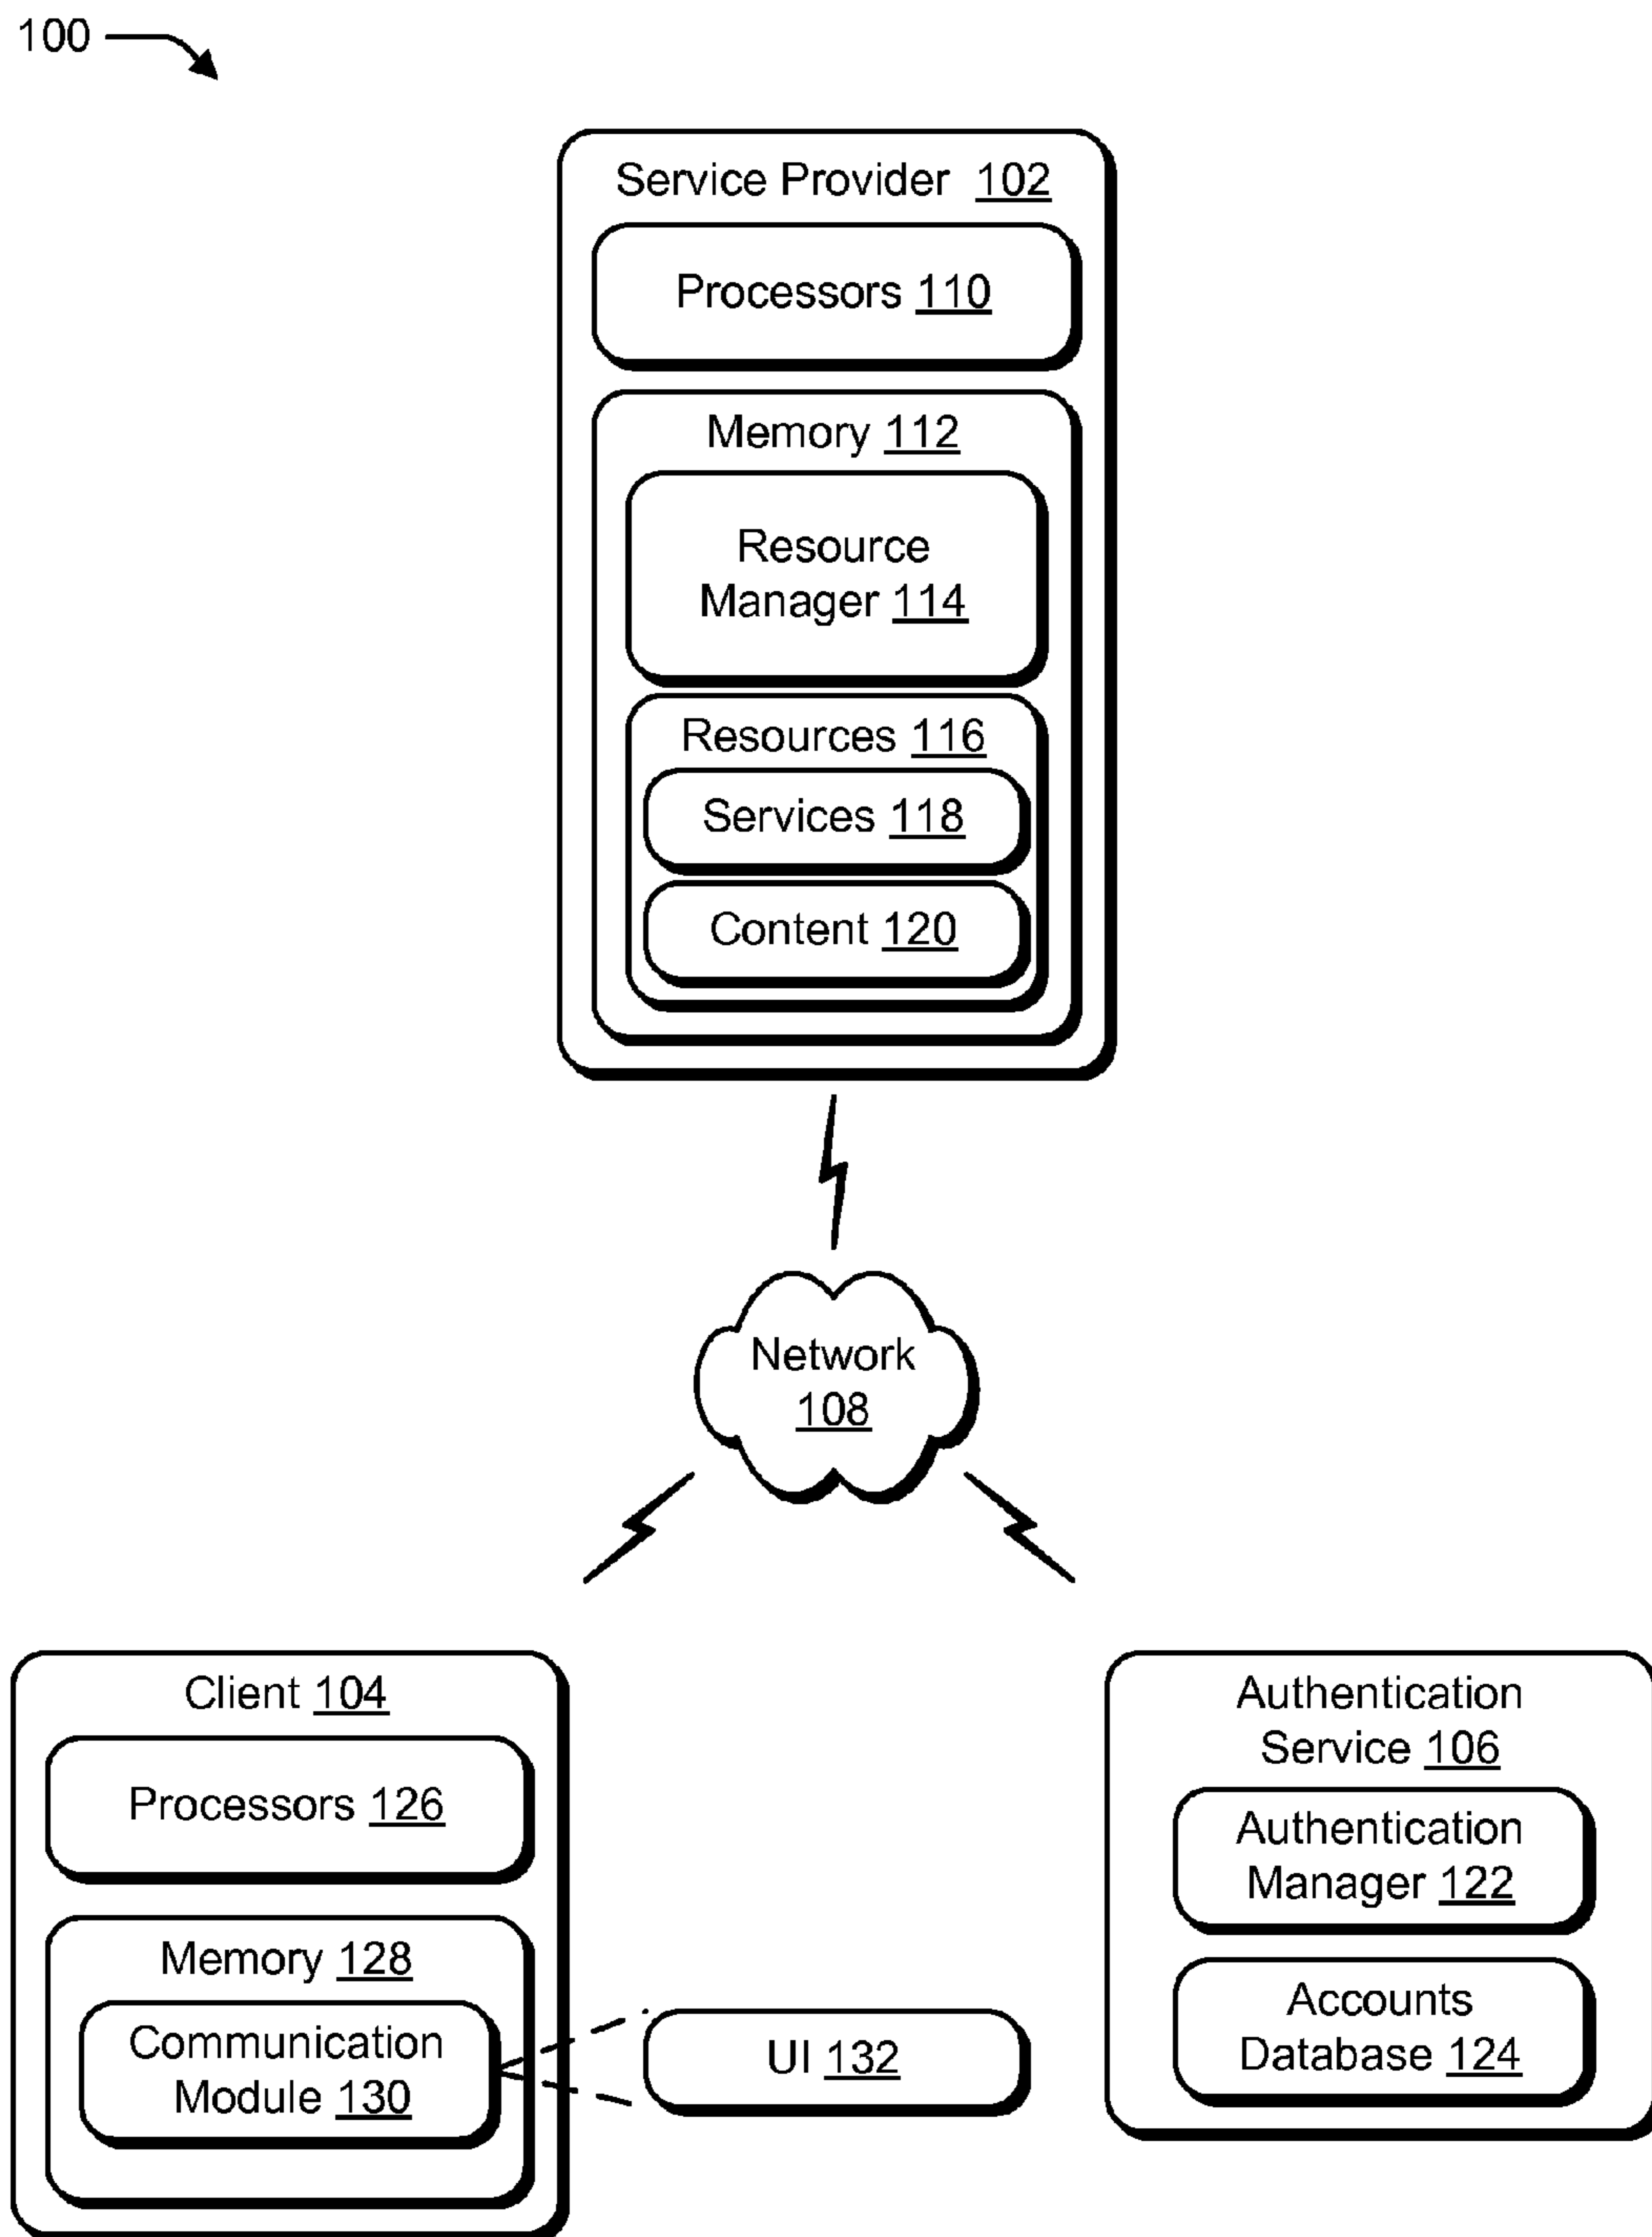 100
Service Provider 102
Processors 110
Memory 112
Resource
Manager 114
Resources 116
Services 118
Content 120
Network
108
Client 104
Processors 126
Memory 128
Communication
Module 130
UI 132
Authentication
Service 106
Authentication
Manager 122
Accounts
Database 124